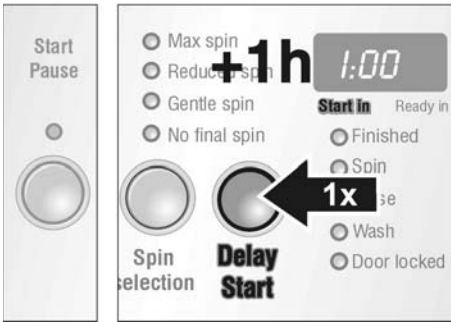 Start
Pause
Max spin
Reduced spin
Gentle spin
No final spin
+1h
1:00
Start in
Ready in
Finished
Spin
1x
Wash
Door locked
Spin
selection
Delay
Start